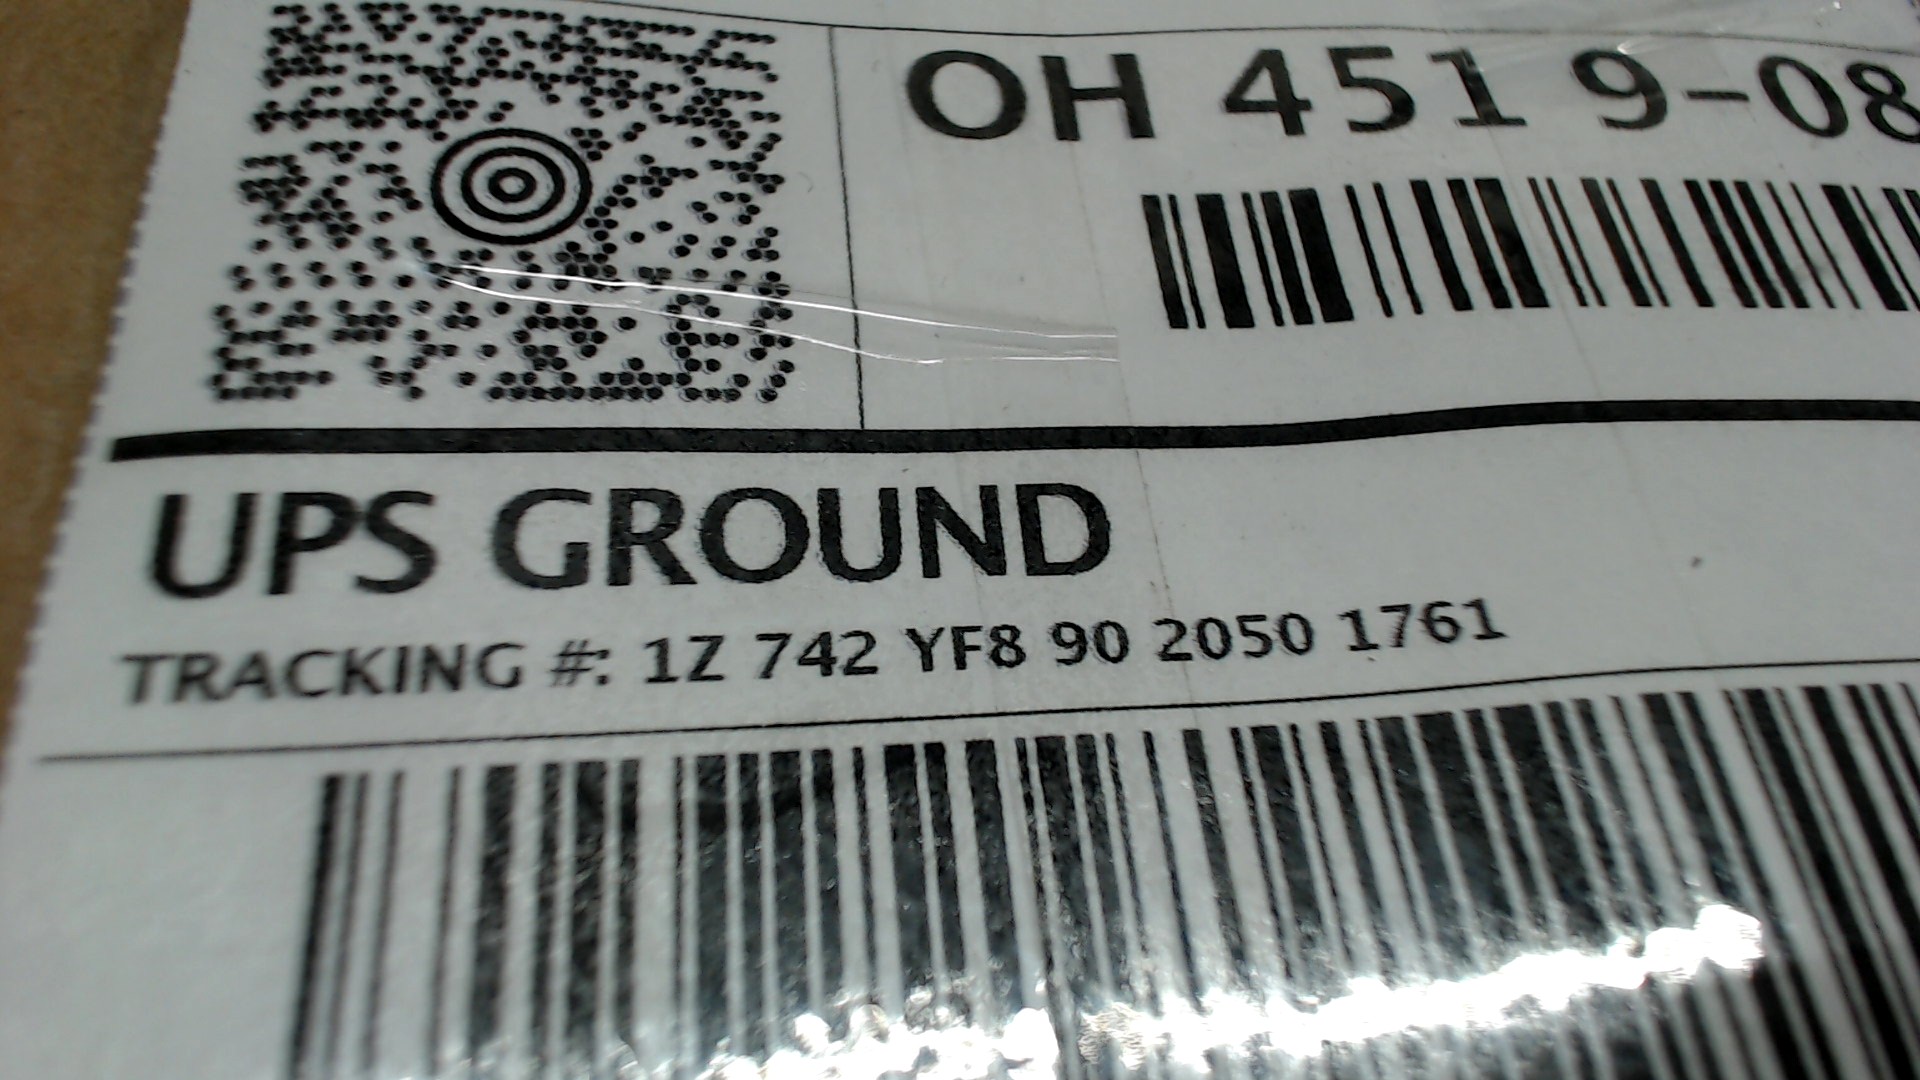 OH 451 9-08
UPS GROUND
TRACKING #: 1Z 742 YF8 90 2050 1761